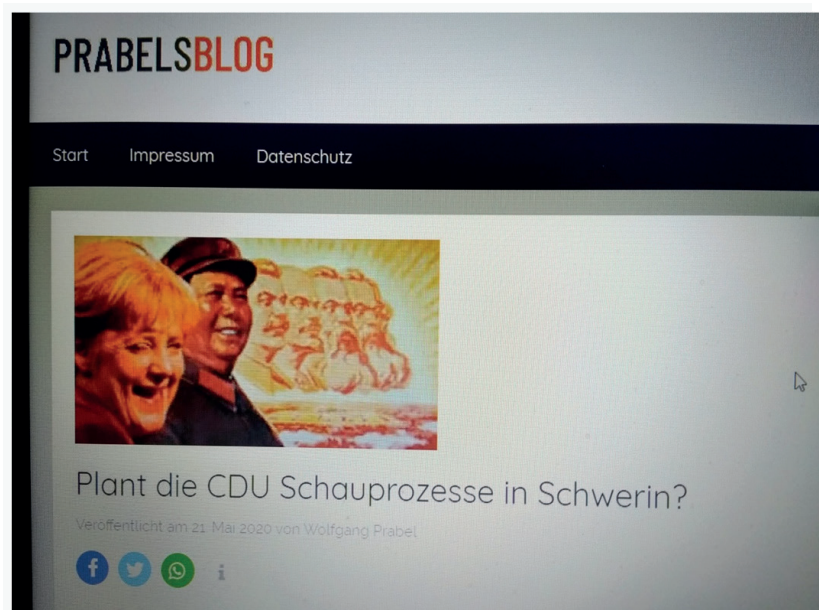 PRABELSBLOG
Start Impressum Datenschutz
Plant die CDU Schauprozesse in Schwerin?
Veröffentlicht am 21. Mai 2020 von Wolfgang Prabel